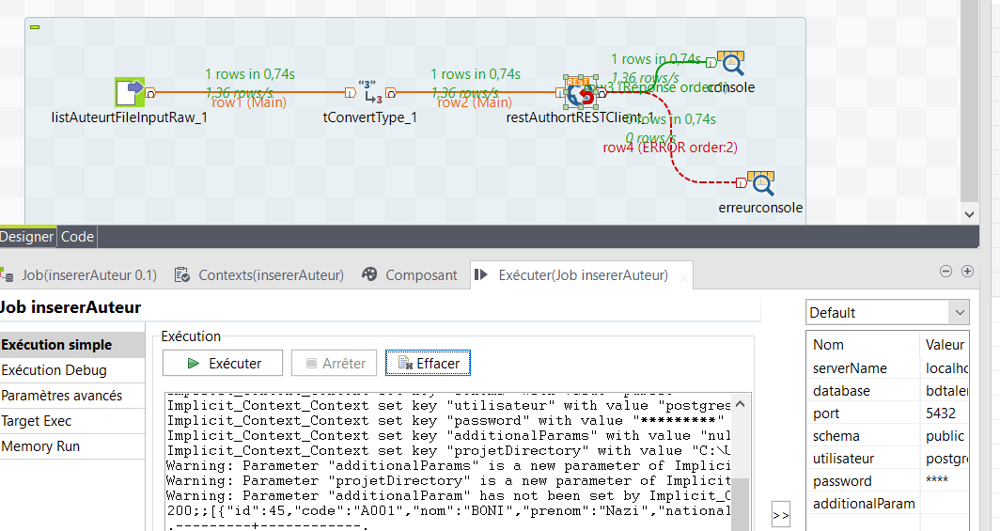 1 rows in 0,74s
1,36 rows/s
row1 (Main)
1 rows in 0,74s
1,36 rows/s
row2 (Main)
1 rows in 0,74s
1,36 rows/s
row3 (Réponse order:1)
console
"3"
3
REST
listAuteurtFileInputRaw_1
tConvertType_1
restAuthortRESTClient_1
0 rows in 0,74s
0 rows/s
row4 (ERROR order:2)
erreurconsole
Designer
Code
Job(insererAuteur 0.1)
Contexts(insererAuteur)
Composant
Exécuter(Job insererAuteur)
Job insererAuteur
Exécution simple
Exécution Debug
Paramètres avancés
Target Exec
Memory Run
Exécution
Exécuter
Arrêter
Effacer
Implicit_Context_Context set key "utilisateur" with value "postgres
Implicit_Context_Context set key "password" with value "*********"
Implicit_Context_Context set key "additionalParams" with value "nul
Implicit_Context_Context set key "projetDirectory" with value "C:\U
Warning: Parameter "additionalParams" is a new parameter of Implici
Warning: Parameter "projetDirectory" is a new parameter of Implicit
Warning: Parameter "additionalParam" has not been set by Implicit_C
200;;[{"id":45,"code":"A001","nom":"BONI","prenom":"Nazi","national
.---------+------------.
>>
Default
Nom Valeur
serverName localho
database bdtaler
port 5432
schema public
utilisateur postgre
password ****
additionalParam